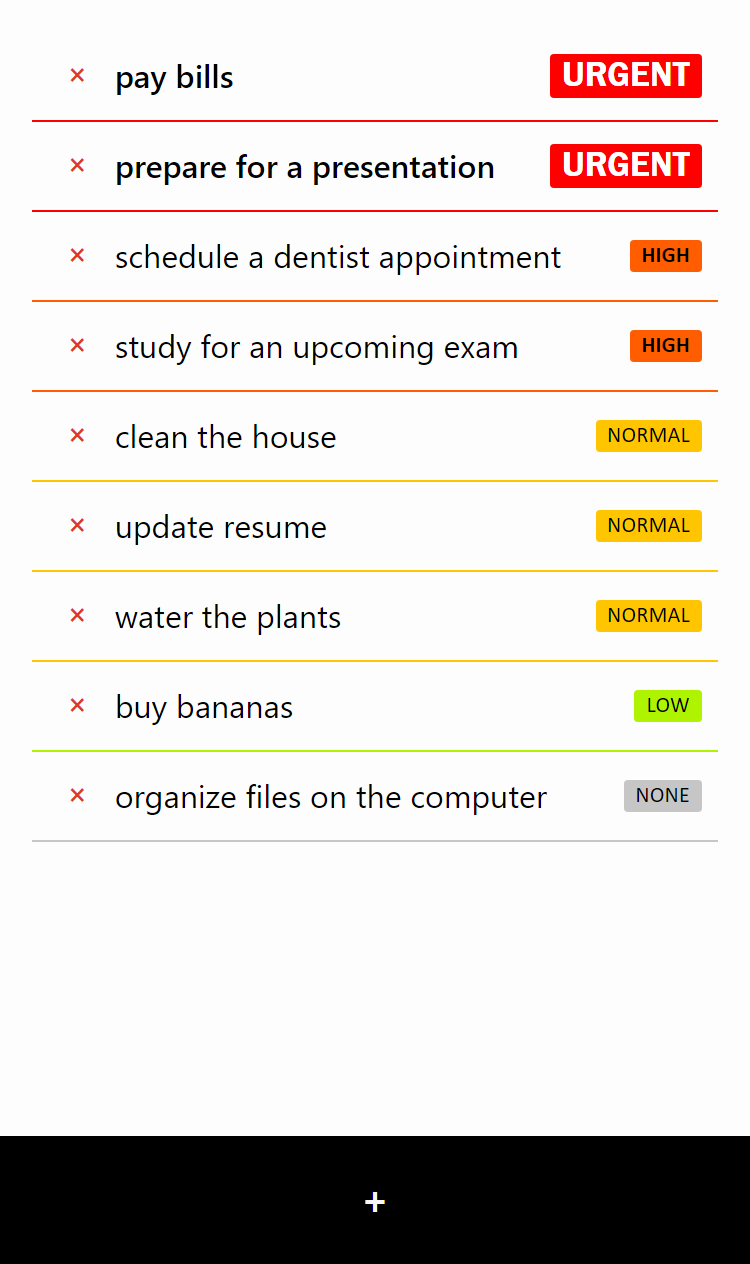 × pay bills URGENT
× prepare for a presentation URGENT
× schedule a dentist appointment HIGH
× study for an upcoming exam HIGH
× clean the house NORMAL
× update resume NORMAL
× water the plants NORMAL
× buy bananas LOW
× organize files on the computer NONE
+